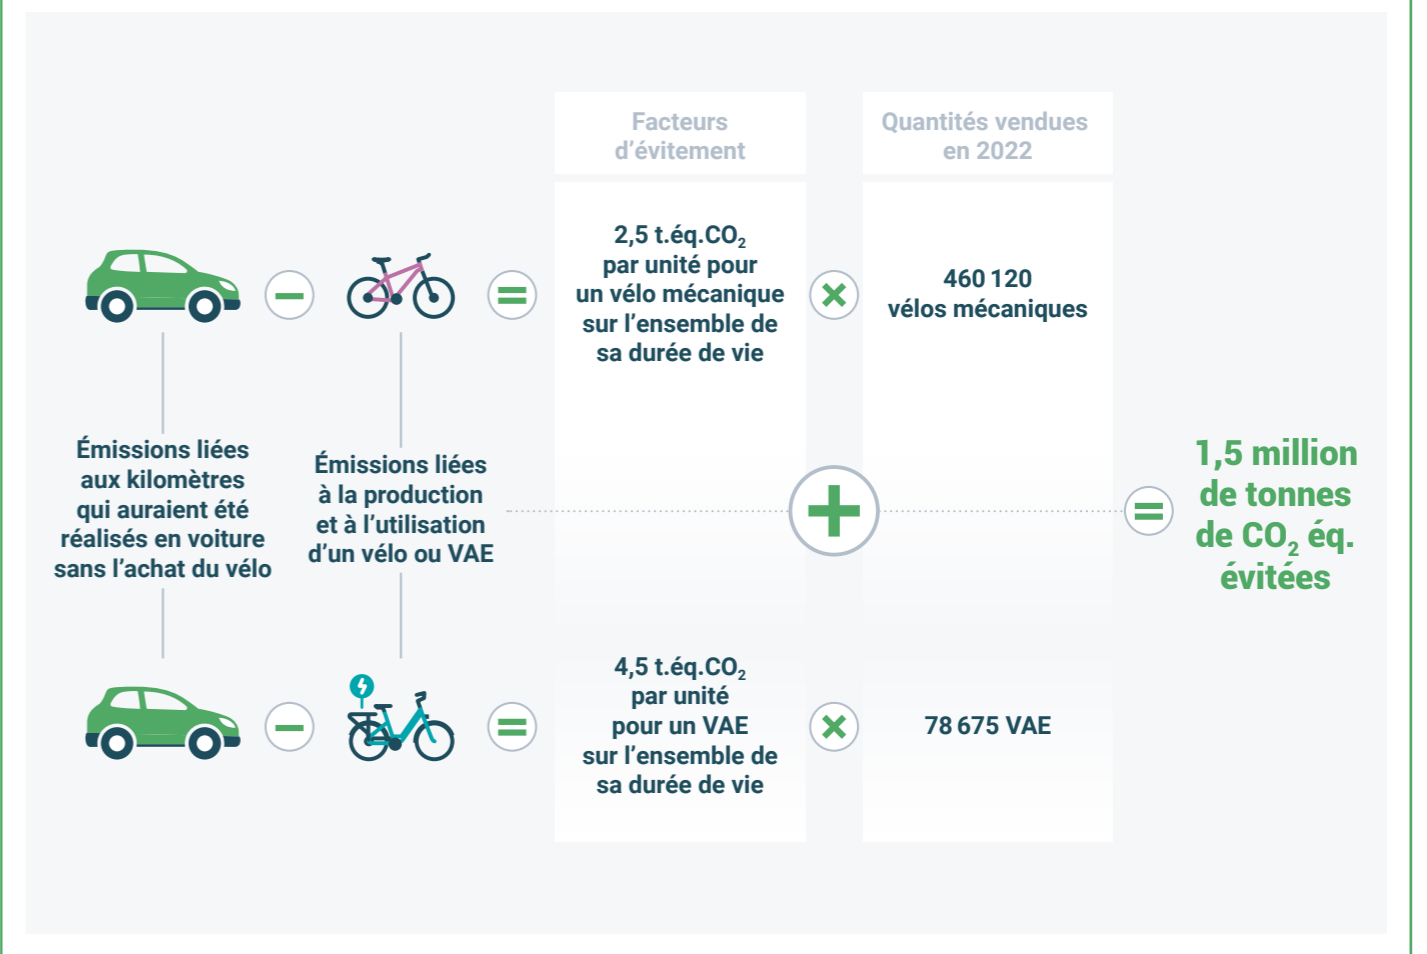 Facteurs
d’évitement
Quantités vendues
en 2022
2,5 t.éq.CO₂
par unité pour
un vélo mécanique
sur l’ensemble de
sa durée de vie
460 120
vélos mécaniques
Émissions liées
aux kilomètres
qui auraient été
réalisés en voiture
sans l’achat du vélo
Émissions liées
à la production
et à l’utilisation
d’un vélo ou VAE
1,5 million
de tonnes
de CO₂ éq.
évitées
4,5 t.éq.CO₂
par unité
pour un VAE
sur l’ensemble de
sa durée de vie
78 675 VAE